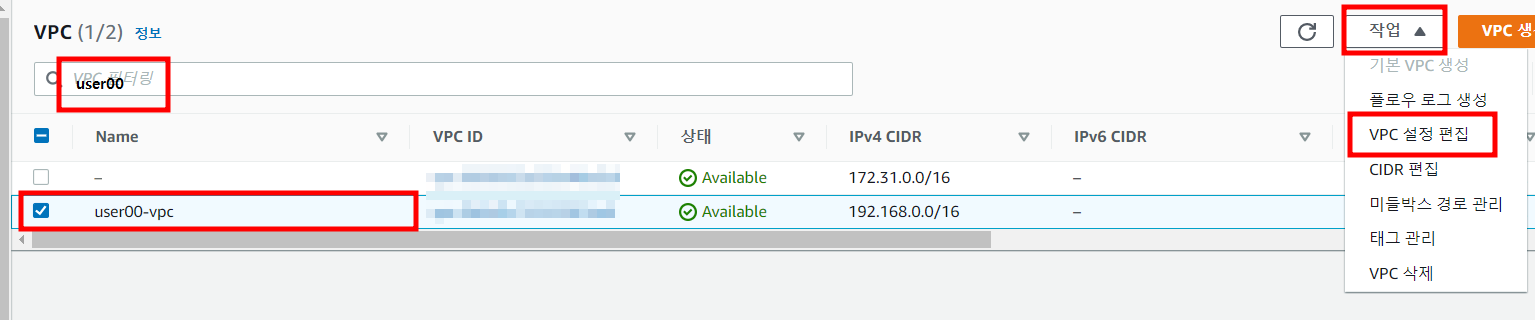 VPC (1/2) 정보
작업
VPC 생
VPC 필터링
user00
기본 VPC 생성
플로우 로그 생성
VPC 설정 편집
CIDR 편집
미들박스 경로 관리
태그 관리
VPC 삭제
Name VPC ID 상태 IPv4 CIDR IPv6 CIDR
– Available 172.31.0.0/16 –
user00-vpc Available 192.168.0.0/16 –